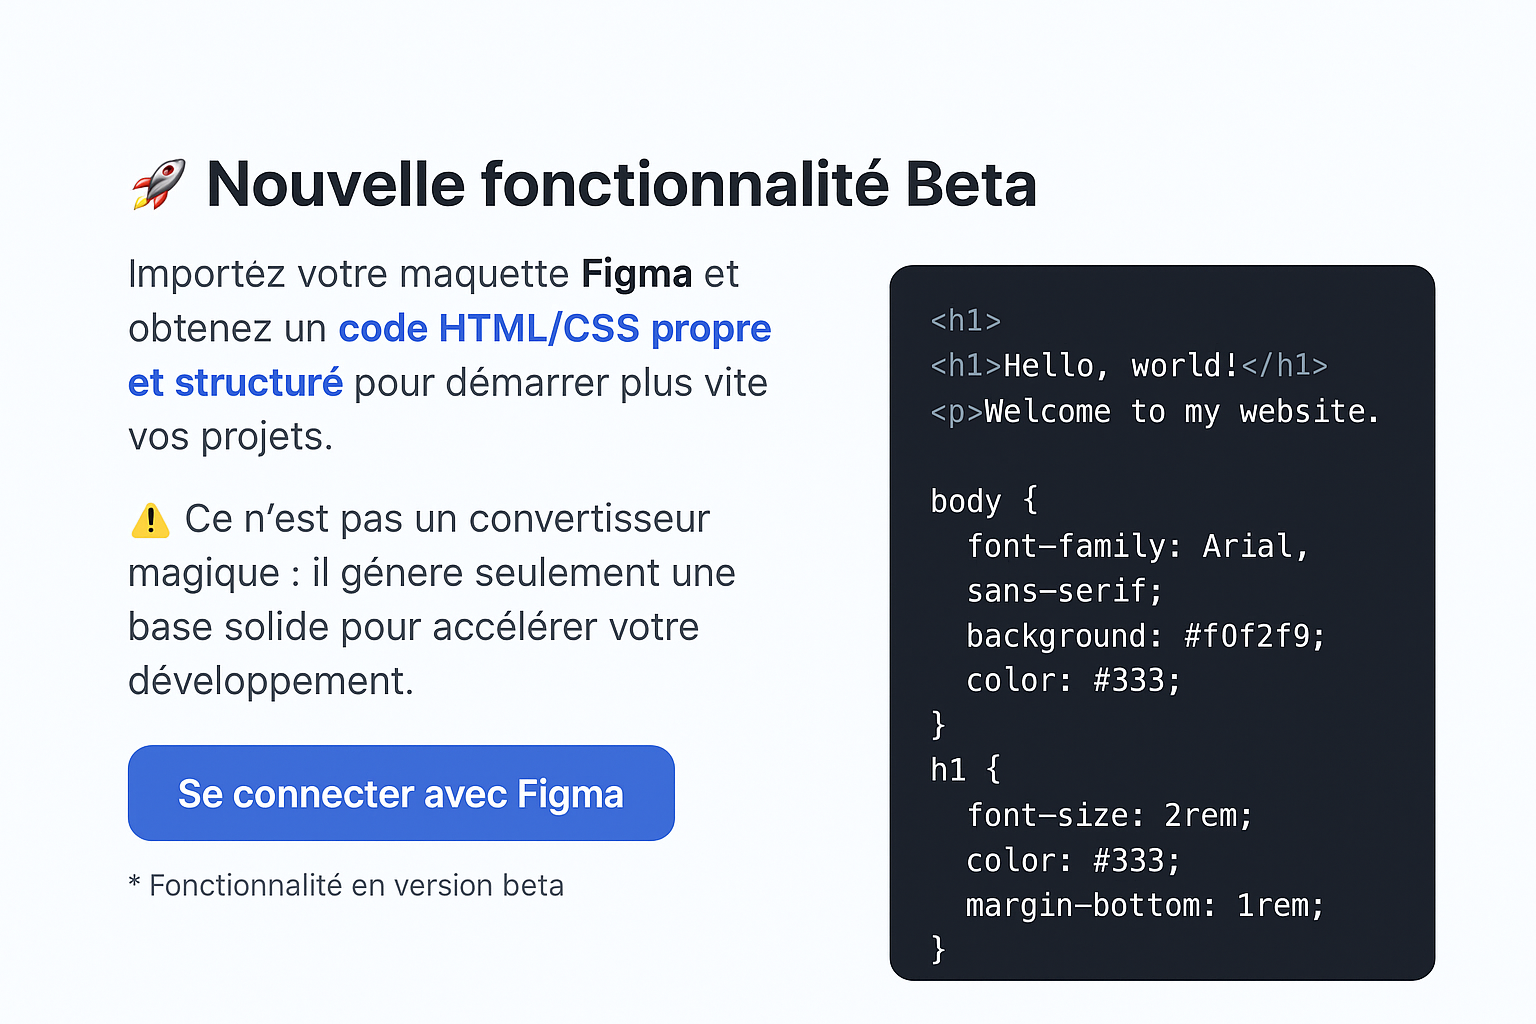 🚀 Nouvelle fonctionnalité Beta
Importéz votre maquette Figma et
obtenez un code HTML/CSS propre
et structuré pour démarrer plus vite
vos projets.
⚠️ Ce n’est pas un convertisseur
magique : il génere seulement une
base solide pour accélérer votre
développement.
Se connecter avec Figma
* Fonctionnalité en version beta
<h1>
<h1>Hello, world!</h1>
<p>Welcome to my website.
body {
  font-family: Arial,
  sans-serif;
  background: #f0f2f9;
  color: #333;
}
h1 {
  font-size: 2rem;
  color: #333;
  margin-bottom: 1rem;
}